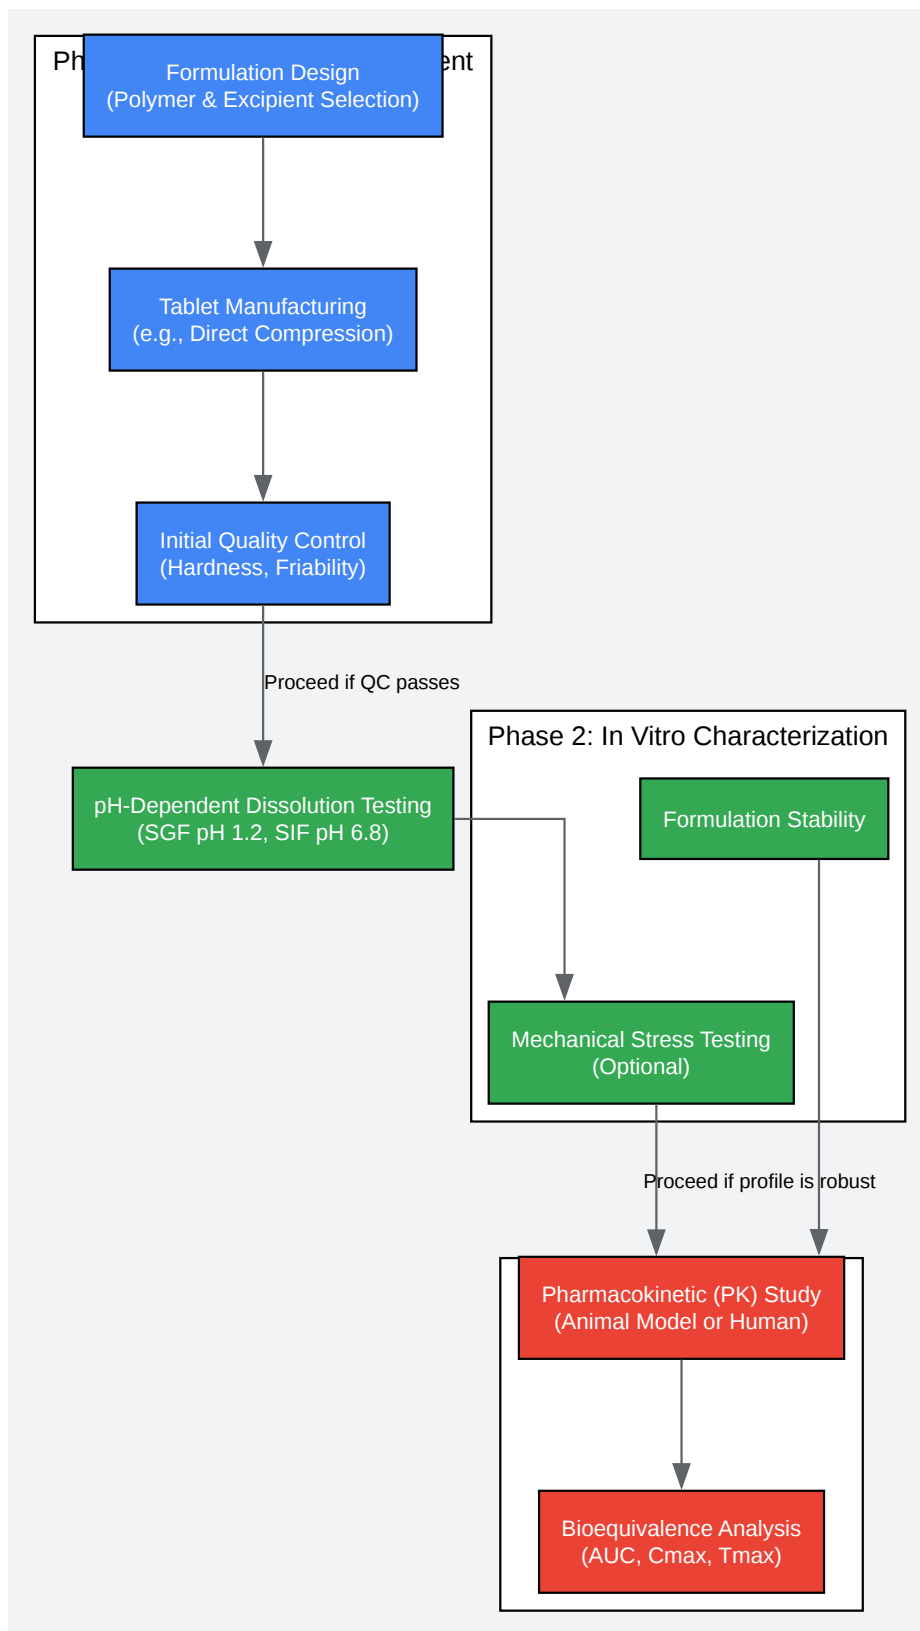 Formulation Design
(Polymer & Excipient Selection)
Tablet Manufacturing
(e.g., Direct Compression)
Initial Quality Control
(Hardness, Friability)
Proceed if QC passes
Phase 2: In Vitro Characterization
pH-Dependent Dissolution Testing
(SGF pH 1.2, SIF pH 6.8)
Formulation Stability
Mechanical Stress Testing
(Optional)
Proceed if profile is robust
Pharmacokinetic (PK) Study
(Animal Model or Human)
Bioequivalence Analysis
(AUC, Cmax, Tmax)